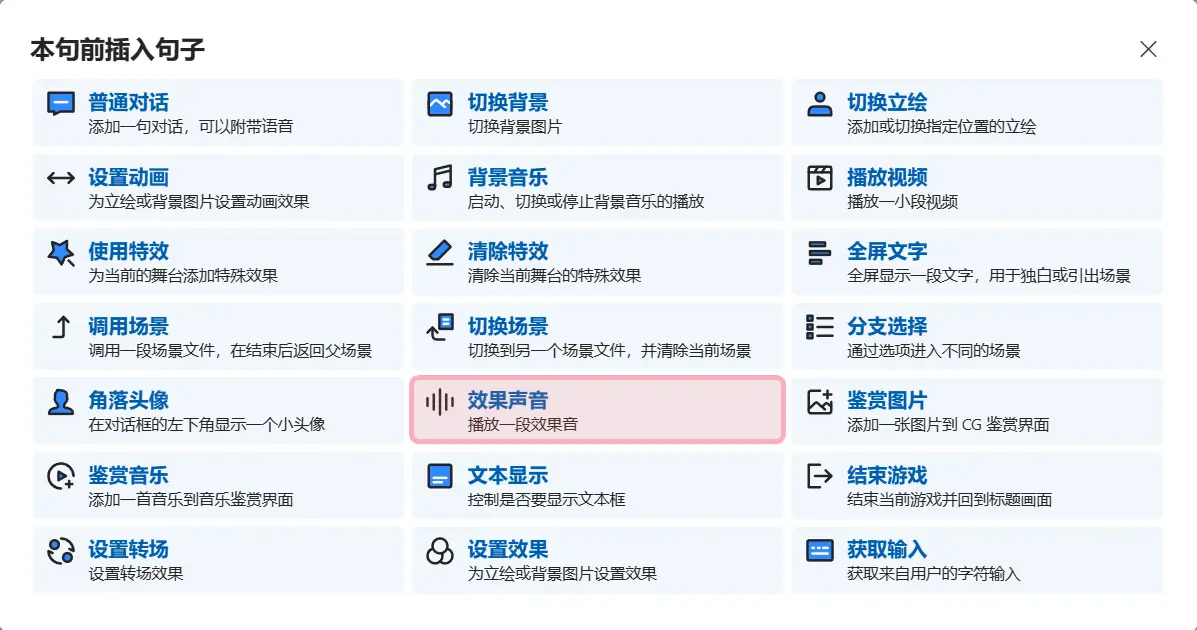 本句前插入句子
普通对话
添加一句对话，可以附带语音
切换背景
切换背景图片
切换立绘
添加或切换指定位置的立绘
设置动画
为立绘或背景图片设置动画效果
背景音乐
启动、切换或停止背景音乐的播放
播放视频
播放一小段视频
使用特效
为当前的舞台添加特殊效果
清除特效
清除当前舞台的特殊效果
全屏文字
全屏显示一段文字，用于独白或引出场景
调用场景
调用一段场景文件，在结束后返回父场景
切换场景
切换到另一个场景文件，并清除当前场景
分支选择
通过选项进入不同的场景
角落头像
在对话框的左下角显示一个小头像
效果声音
播放一段效果音
鉴赏图片
添加一张图片到 CG 鉴赏界面
鉴赏音乐
添加一首音乐到音乐鉴赏界面
文本显示
控制是否要显示文本框
结束游戏
结束当前游戏并回到标题画面
设置转场
设置转场效果
设置效果
为立绘或背景图片设置效果
获取输入
获取来自用户的字符输入